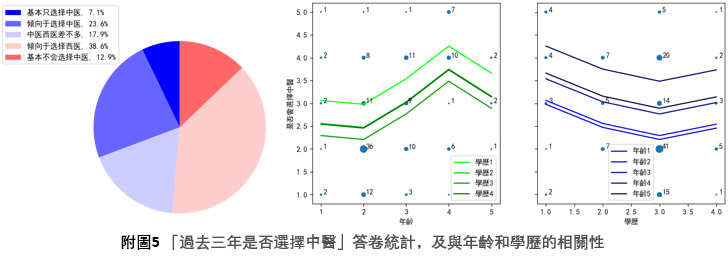 基本只选择中医, 7.1%
倾向于选择中医, 23.6%
中医西医差不多, 17.9%
倾向于选择西医, 38.6%
基本不会选择中医, 12.9%
是否會選擇中醫
5.0
4.5
4.0
3.5
3.0
2.5
2.0
1.5
1.0
1 1 1 7
2 8 11 10 2
2 11 9 1 2
1 36 10 6 1
2 12 3 1
學歷1
學歷2
學歷3
學歷4
1 2 3 4 5
年齡
4 5 1
4 7 20 2
3 5 14 3
1 7 41 5
2 15 1
年齡1
年齡2
年齡3
年齡4
年齡5
1.0 1.5 2.0 2.5 3.0 3.5 4.0
學歷
附圖5 「過去三年是否選擇中醫」答卷統計，及與年齡和學歷的相關性